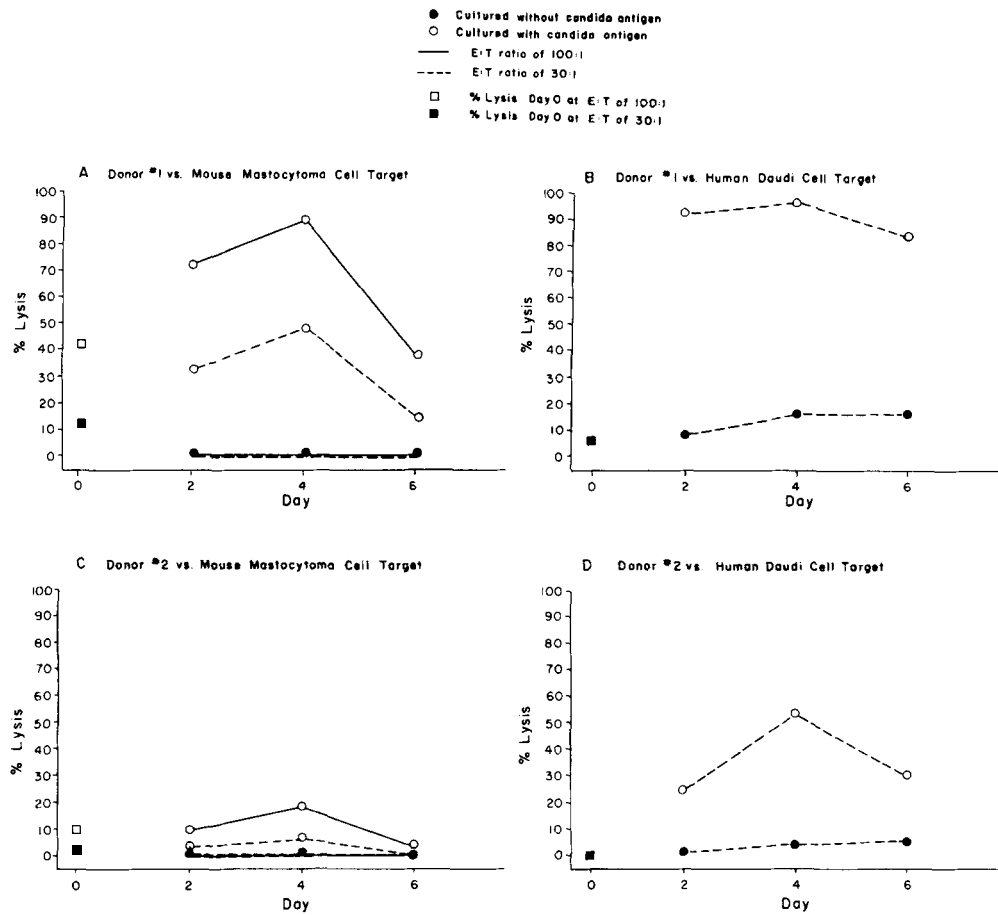 Cultured without candida antigen
Cultured with candida antigen
E:T ratio of 100:1
E:T ratio of 30:1
% Lysis Day 0 at E:T of 100:1
% Lysis Day 0 at E:T of 30:1
A Donor #1 vs. Mouse Mastocytoma Cell Target
100
90
80
70
60
50
40
30
20
10
0
% Lysis
0 2 4 6
Day
B Donor #1 vs. Human Daudi Cell Target
100
90
80
70
60
50
40
30
20
10
0
% Lysis
0 2 4 6
Day
C Donor #2 vs. Mouse Mastocytoma Cell Target
100
90
80
70
60
50
40
30
20
10
0
% Lysis
0 2 4 6
Day
D Donor #2 vs. Human Daudi Cell Target
100
90
80
70
60
50
40
30
20
10
0
% Lysis
0 2 4 6
Day